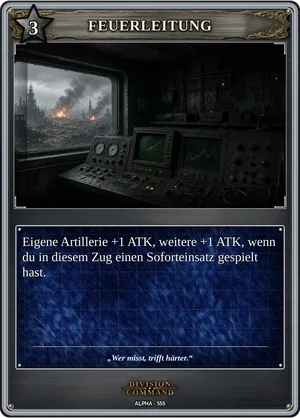 3
FEUERLEITUNG
Eigene Artillerie +1 ATK, weitere +1 ATK, wenn
du in diesem Zug einen Soforteinsatz gespielt
hast.
„Wer misst, trifft härter.“
DIVISION
COMMAND
ALPHA - 555